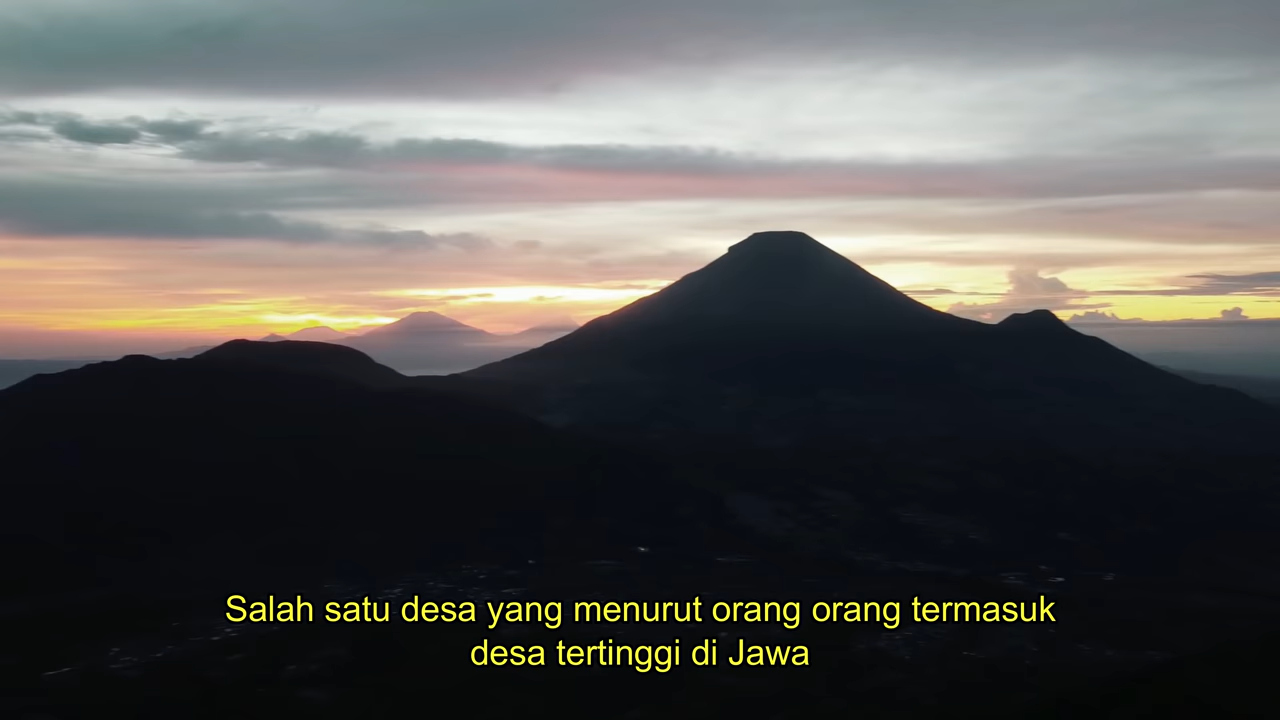 Salah satu desa yang menurut orang orang termasuk
desa tertinggi di Jawa